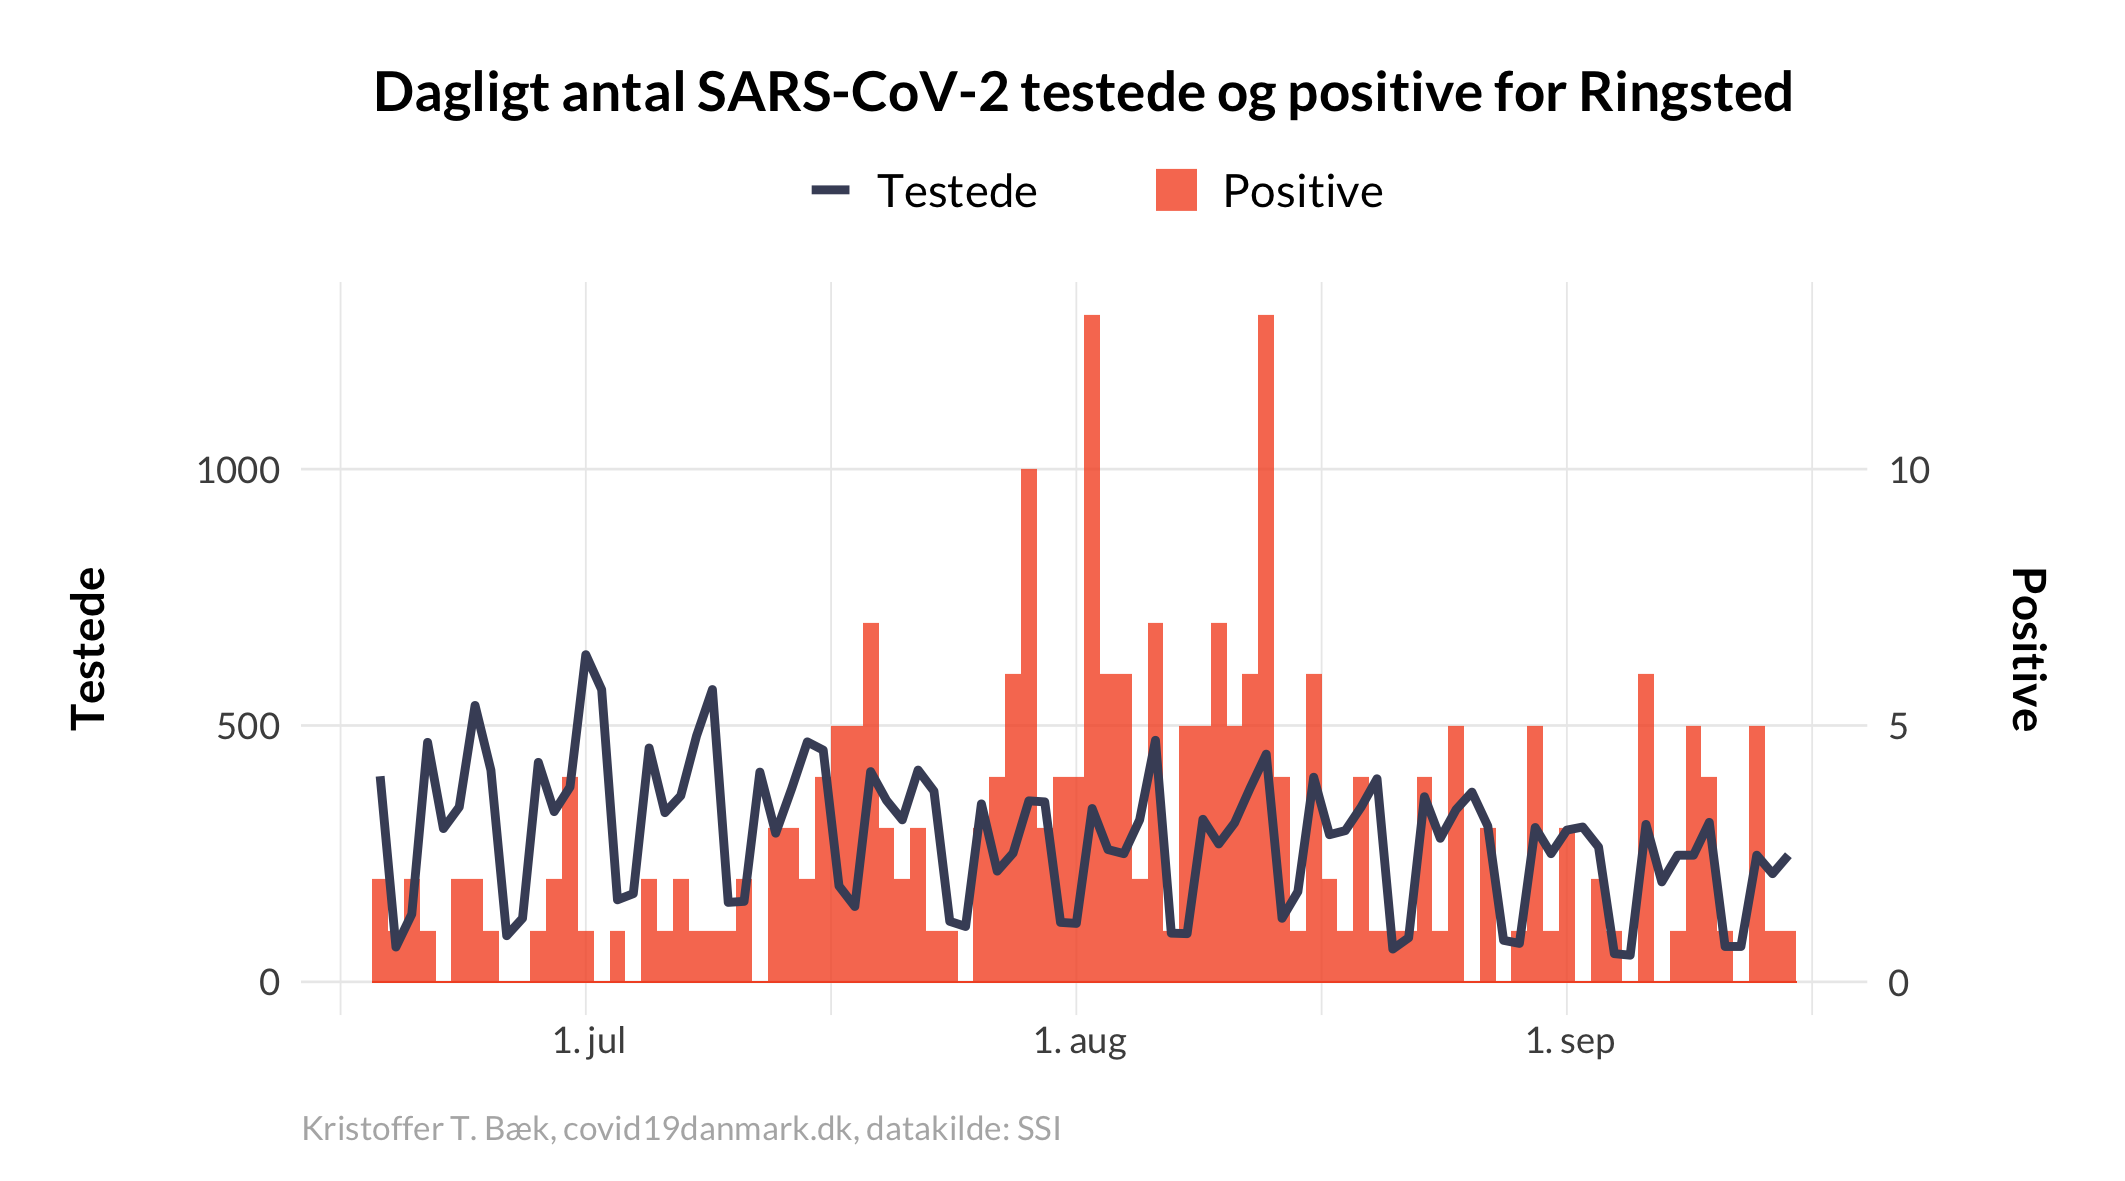 Dagligt antal SARS-CoV-2 testede og positive for Ringsted
Testede
Positive
1000
500
0
10
5
0
Testede
Positive
1. jul
1. aug
1. sep
Kristoffer T. Bæk, covid19danmark.dk, datakilde: SSI